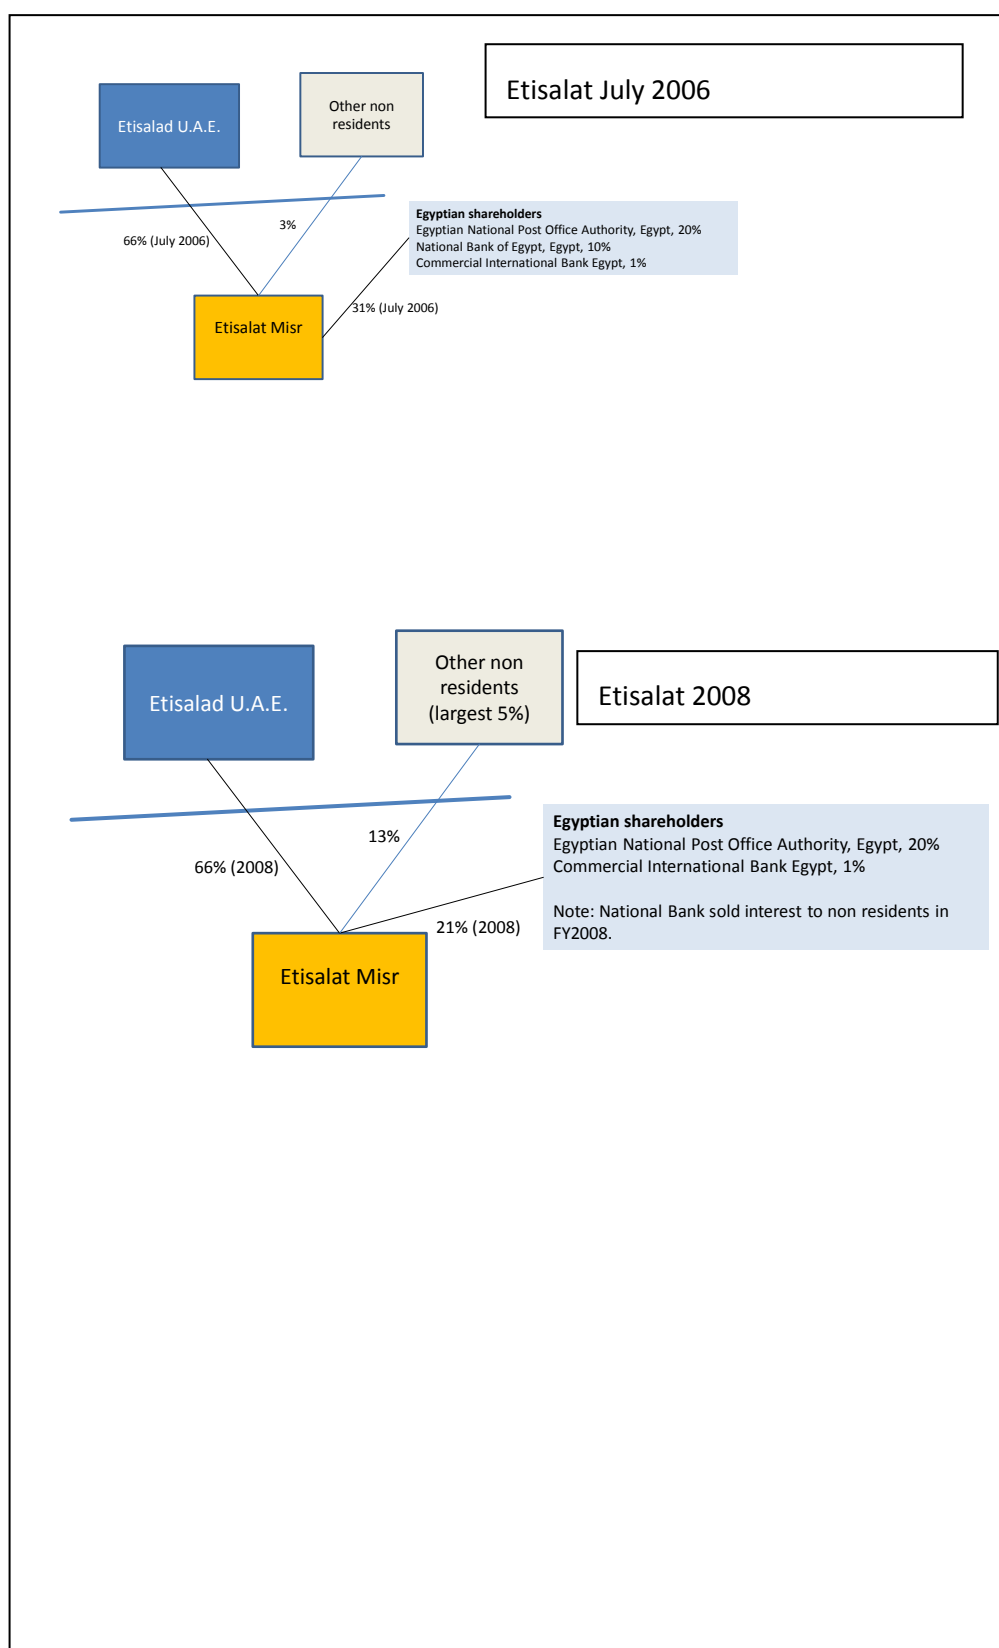 Etisalat July 2006
Etisalad U.A.E.
Other non
residents
66% (July 2006)
3%
Egyptian shareholders
Egyptian National Post Office Authority, Egypt, 20%
National Bank of Egypt, Egypt, 10%
Commercial International Bank Egypt, 1%
31% (July 2006)
Etisalat Misr
Etisalat 2008
Etisalad U.A.E.
Other non
residents
(largest 5%)
66% (2008)
13%
Egyptian shareholders
Egyptian National Post Office Authority, Egypt, 20%
Commercial International Bank Egypt, 1%
Note: National Bank sold interest to non residents in
FY2008.
21% (2008)
Etisalat Misr